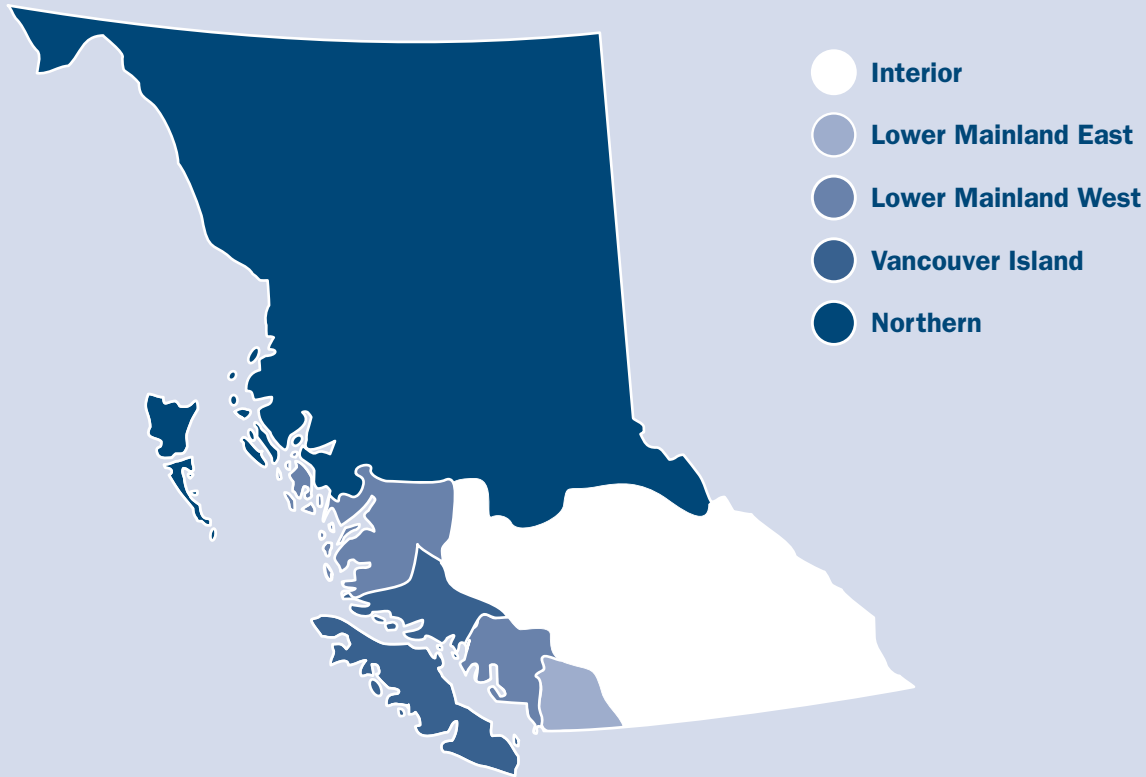 Interior
Lower Mainland East
Lower Mainland West
Vancouver Island
Northern